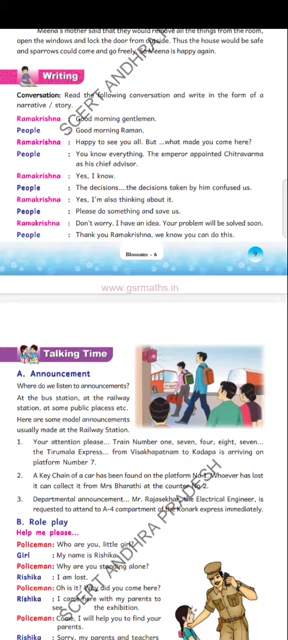 Meena's mother said that they would remove all the things from the room,
open the windows and lock the door from outside. Thus the house would be safe
and sparrows could come and go freely. So Meena is happy again.
Writing
Conversation: Read the following conversation and write in the form of a
narrative / story.
Ramakrishna : Good morning gentlemen.
People : Good morning Raman.
Ramakrishna : Happy to see you all. But ...what made you come here?
People : You know everything. The emperor appointed Chitravarma
as his chief advisor.
Ramakrishna : Yes, I know.
People : The decisions....the decisions taken by him confused us.
Ramakrishna : Yes, I'm also thinking about it.
People : Please do something and save us.
Ramakrishna : Don't worry. I have an idea. Your problem will be solved soon.
People : Thank you Ramakrishna, we know you can do this.
Blossoms - 6
9
www.gsrmaths.in
Talking Time
A. Announcement
Where do we listen to announcements?
At the bus station, at the railway
station, at some public placess etc.
Here are some model announcements
usually made at the Railway Station.
1. Your attention please... Train Number one, seven, four, eight, seven...
the Tirumala Express... from Visakhapatnam to Kadapa is arriving on
platform Number 7.
2. A Key Chain of a car has been found on the platform No.1. Whoever has lost
it can collect it from Mrs Bharathi at the counter No.2.
3. Departmental announcement... Mr. Rajasekhar, the Electrical Engineer, is
requested to attend to A-4 compartment of the Konark express immediately.
B. Role play
Help me please...
Policeman: Who are you, little girl?
Girl : My name is Rishika.
Policeman: Why are you standing alone?
Rishika : I am lost.
Policeman: Oh is it? Why did you come here?
Rishika : I came here with my parents to
see the exhibition.
Policeman: Come, I will help you to find your
parents.
Rishika : Sorry, my parents and teachers
SCERT ANDHRA
SCERT ANDHRA PRADESH